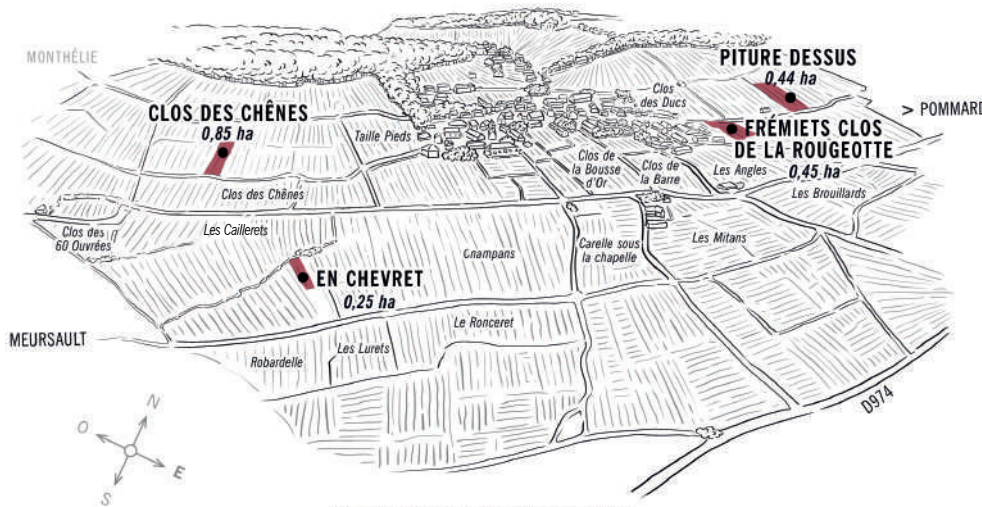 MONTHÉLIE
PITURE DESSUS
0,44 ha
Clos
des Ducs
> POMMARD
CLOS DES CHÊNES
0,85 ha
Taille Pieds
FRÉMIETS CLOS
DE LA ROUGEOTTE
0,45 ha
Clos de
la Bousse
d'Or
Clos de
la Barre
Les Angles
Les Brouillards
Clos des Chênes
Clos des
60 Ouvrées
Les Caillerets
Cnampans
Carelle sous
la chapelle
Les Mitans
EN CHEVRET
0,25 ha
MEURSAULT
Le Ronceret
Robardelle
Les Lurets
D974
N
O
E
S